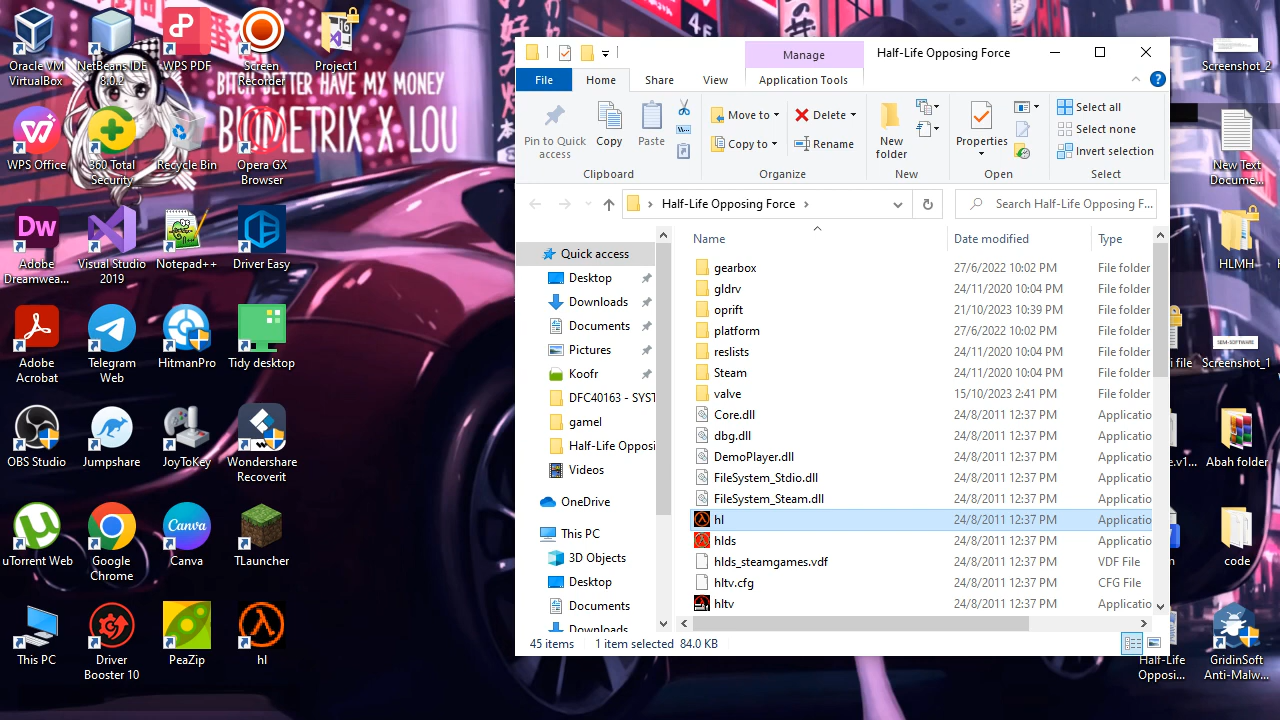 Oracle VM
VirtualBox
NetBeans IDE
8.0.2
WPS PDF
Screen
Recorder
Project1
WPS Office
360 Total
Security
Recycle Bin
Opera GX
Browser
BITCH BETTER HAVE MY MONEY
BLOMETRIX X LOU
Adobe
Dreamwea...
Visual Studio
2019
Notepad++
Driver Easy
Adobe
Acrobat
Telegram
Web
HitmanPro
Tidy desktop
OBS Studio
Jumpshare
JoyToKey
Wondershare
Recoverit
uTorrent Web
Google
Chrome
Canva
TLauncher
This PC
Driver
Booster 10
PeaZip
hl
Manage
Half-Life Opposing Force
File
Home
Share
View
Application Tools
Pin to Quick
access
Copy
Paste
Move to
Copy to
Delete
Rename
New
folder
Properties
Select all
Select none
Invert selection
Clipboard
Organize
New
Open
Select
Half-Life Opposing Force
Search Half-Life Opposing F...
Name
Date modified
Type
Quick access
Desktop
Downloads
Documents
Pictures
Koofr
DFC40163 - SYST
gamel
Half-Life Opposi
Videos
OneDrive
This PC
3D Objects
Desktop
Documents
Downloads
gearbox 27/6/2022 10:02 PM File folder
gldrv 24/11/2020 10:04 PM File folder
oprift 21/10/2023 10:39 PM File folder
platform 27/6/2022 10:02 PM File folder
reslists 24/11/2020 10:04 PM File folder
Steam 24/11/2020 10:04 PM File folder
valve 15/10/2023 2:41 PM File folder
Core.dll 24/8/2011 12:37 PM Applicatio
dbg.dll 24/8/2011 12:37 PM Applicatio
DemoPlayer.dll 24/8/2011 12:37 PM Applicatio
FileSystem_Stdio.dll 24/8/2011 12:37 PM Applicatio
FileSystem_Steam.dll 24/8/2011 12:37 PM Applicatio
hl 24/8/2011 12:37 PM Applicatio
hlds 24/8/2011 12:37 PM Applicatio
hlds_steamgames.vdf 24/8/2011 12:37 PM VDF File
hltv.cfg 24/8/2011 12:37 PM CFG File
hltv 24/8/2011 12:37 PM Applicatio
45 items
1 item selected 84.0 KB
Screenshot_2
New Text
Docume...
HLMH
i file
Screenshot_1
e.v1...
Abah folder
code
Half-Life
Opposi...
GridinSoft
Anti-Malw...